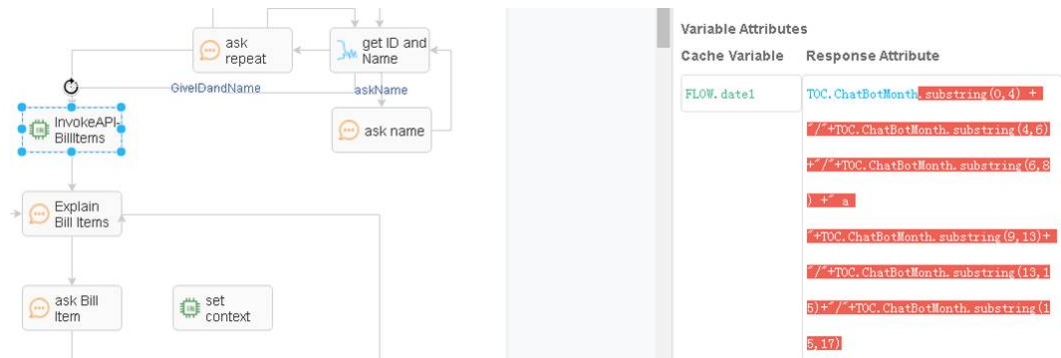 ask
repeat
get ID and
Name
GiveIDandName
askName
InvokeAPI-
BillItems
ask name
Explain
Bill Items
ask Bill
Item
set
context
Variable Attributes
Cache Variable
Response Attribute
FLOW.date1
TOC.ChatBotMonth.substring(0,4) +
"/"+TOC.ChatBotMonth.substring(4,6)
+"/"+TOC.ChatBotMonth.substring(6,8
) +" a
"+TOC.ChatBotMonth.substring(9,13)+
"/"+TOC.ChatBotMonth.substring(13,1
5)+"/"+TOC.ChatBotMonth.substring(1
5,17)